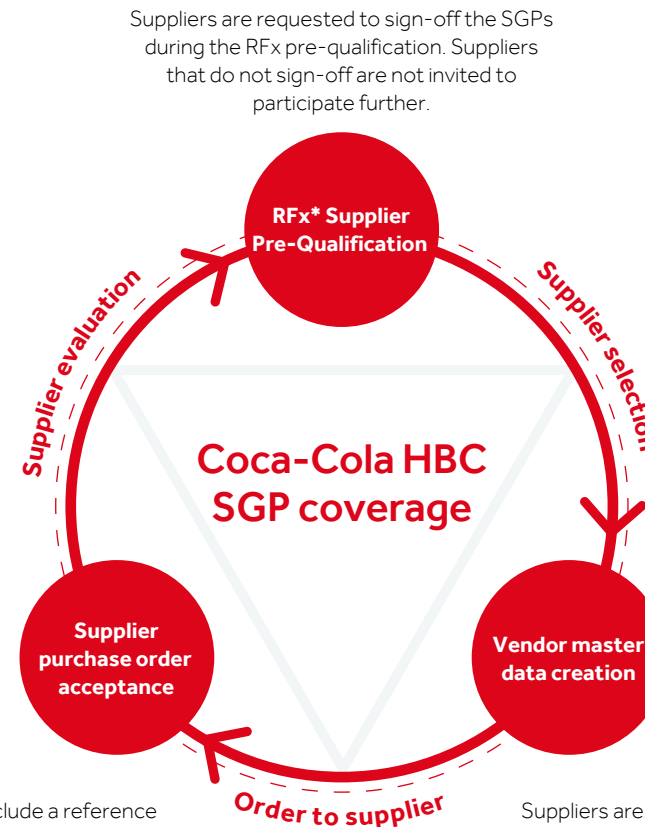 Suppliers are requested to sign-off the SGPs
during the RFx pre-qualification. Suppliers
that do not sign-off are not invited to
participate further.
RFx* Supplier
Pre-Qualification
Supplier evaluation
Supplier selection
Coca-Cola HBC
SGP coverage
Supplier
purchase order
acceptance
Vendor master
data creation
Order to supplier
a reference
Suppliers are